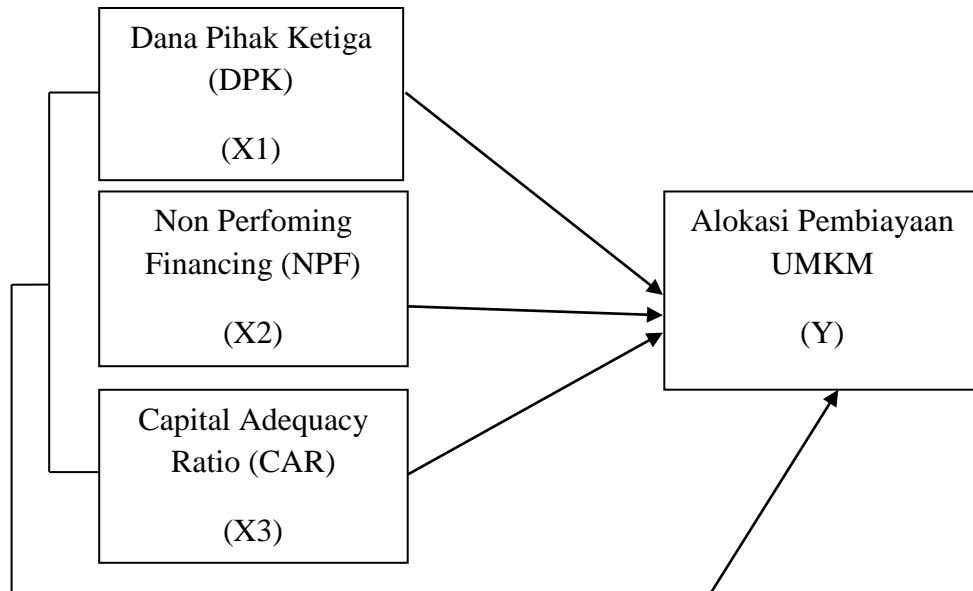 Dana Pihak Ketiga
(DPK)
(X1)
Non Perfoming
Financing (NPF)
(X2)
Capital Adequacy
Ratio (CAR)
(X3)
Alokasi Pembiayaan
UMKM
(Y)